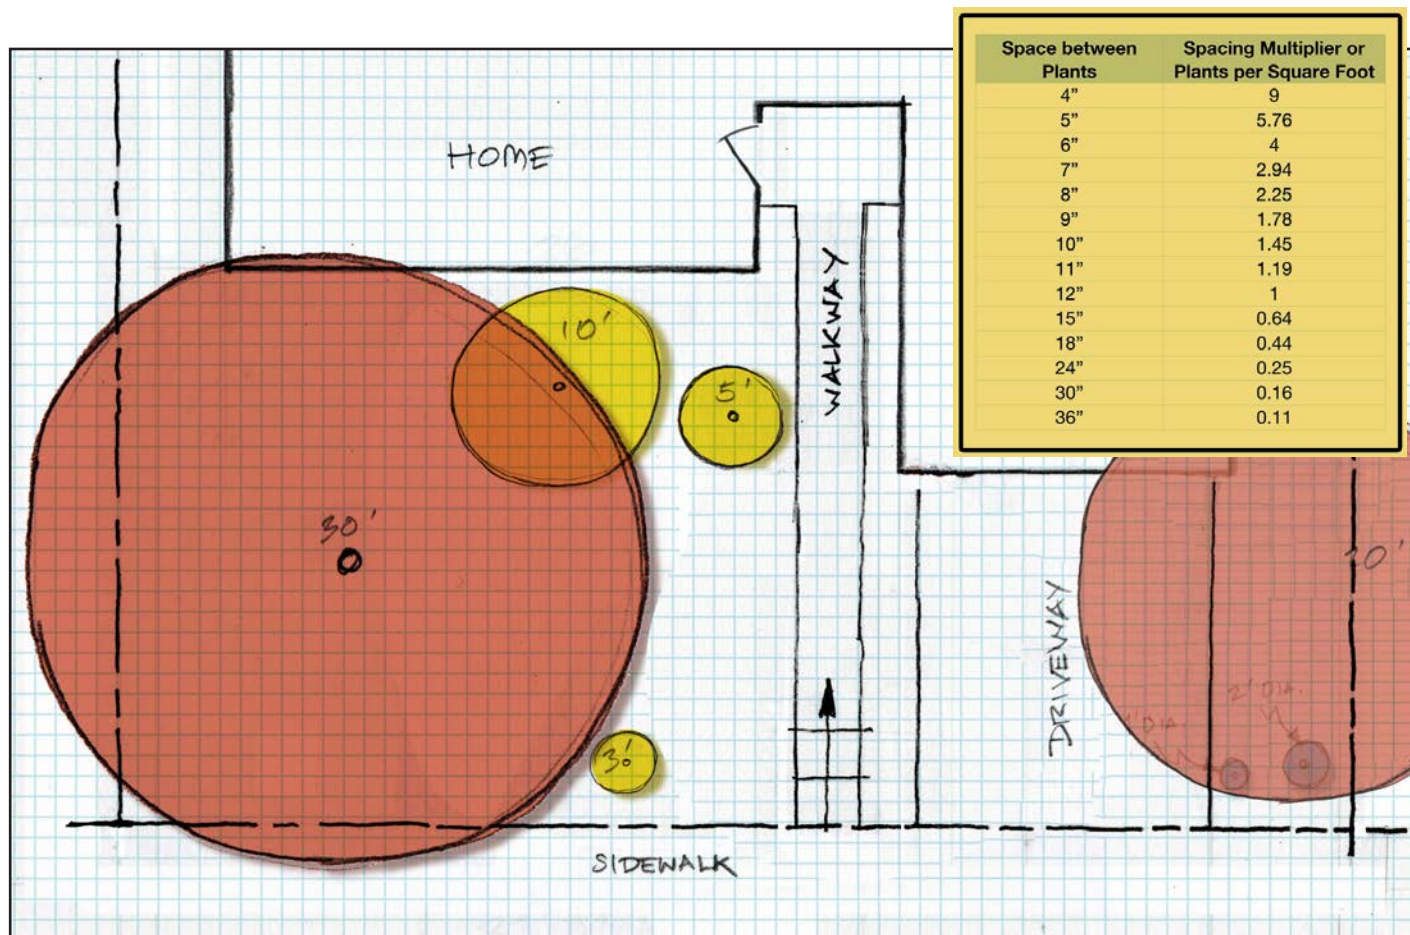 Space between Plants
Spacing Multiplier or Plants per Square Foot
4” 9
5” 5.76
6” 4
7” 2.94
8” 2.25
9” 1.78
10” 1.45
11” 1.19
12” 1
15” 0.64
18” 0.44
24” 0.25
30” 0.16
36” 0.11
HOME
WALKWAY
10'
5'
30'
20'
DRIVEWAY
2' DIA.
1' DIA.
3'
SIDEWALK